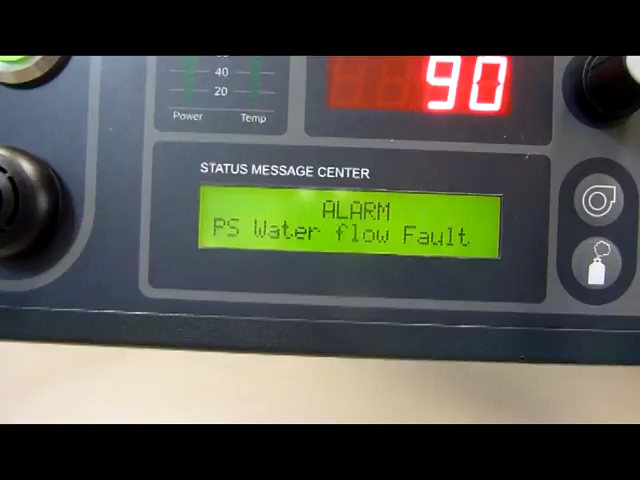 40
20
Power Temp
90
STATUS MESSAGE CENTER
ALARM
PS Water flow Fault